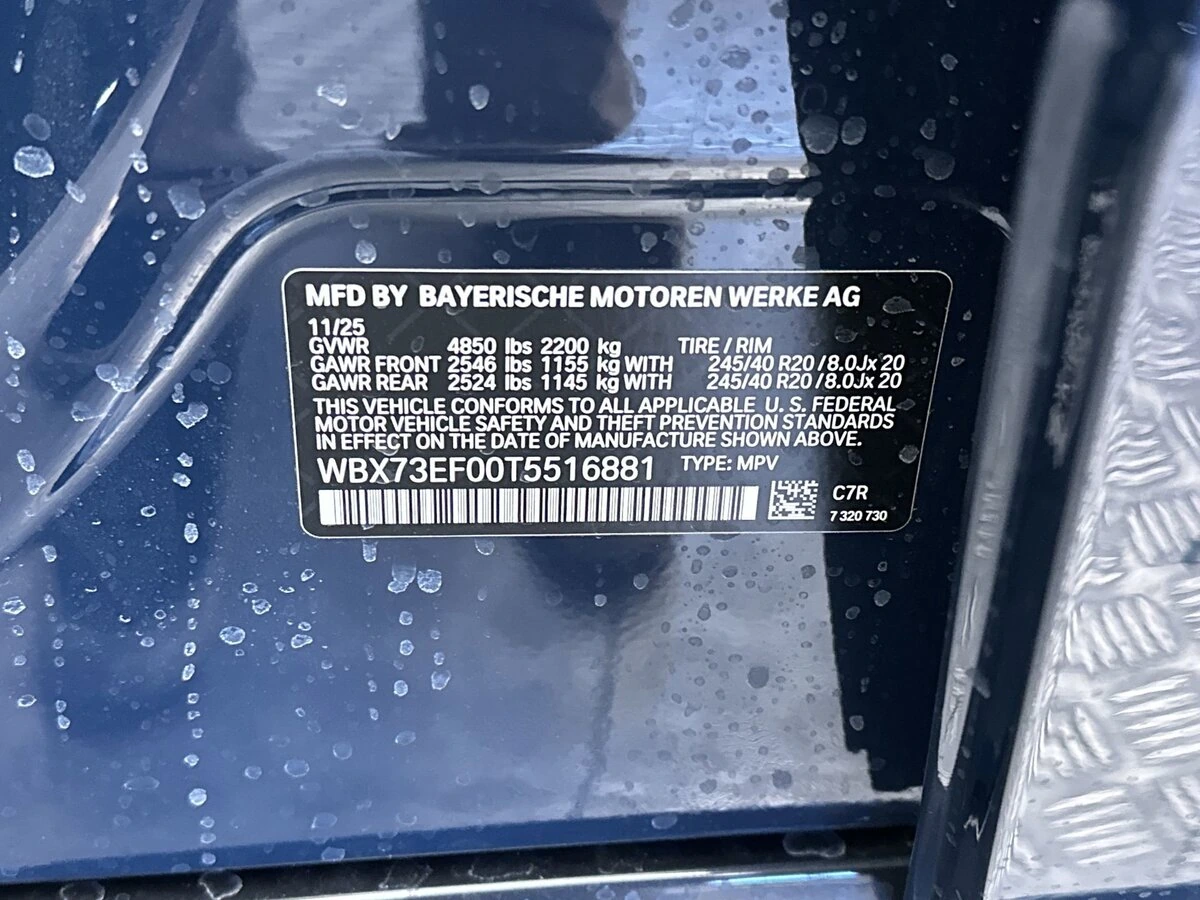 MFD BY BAYERISCHE MOTOREN WERKE AG
11/25
GVWR 4850 lbs 2200 kg TIRE / RIM
GAWR FRONT 2546 lbs 1155 kg WITH 245/40 R20 / 8.0Jx 20
GAWR REAR 2524 lbs 1145 kg WITH 245/40 R20 / 8.0Jx 20
THIS VEHICLE CONFORMS TO ALL APPLICABLE U. S. FEDERAL
MOTOR VEHICLE SAFETY AND THEFT PREVENTION STANDARDS
IN EFFECT ON THE DATE OF MANUFACTURE SHOWN ABOVE.
WBX73EF00T5516881 TYPE: MPV
C7R
7 320 730